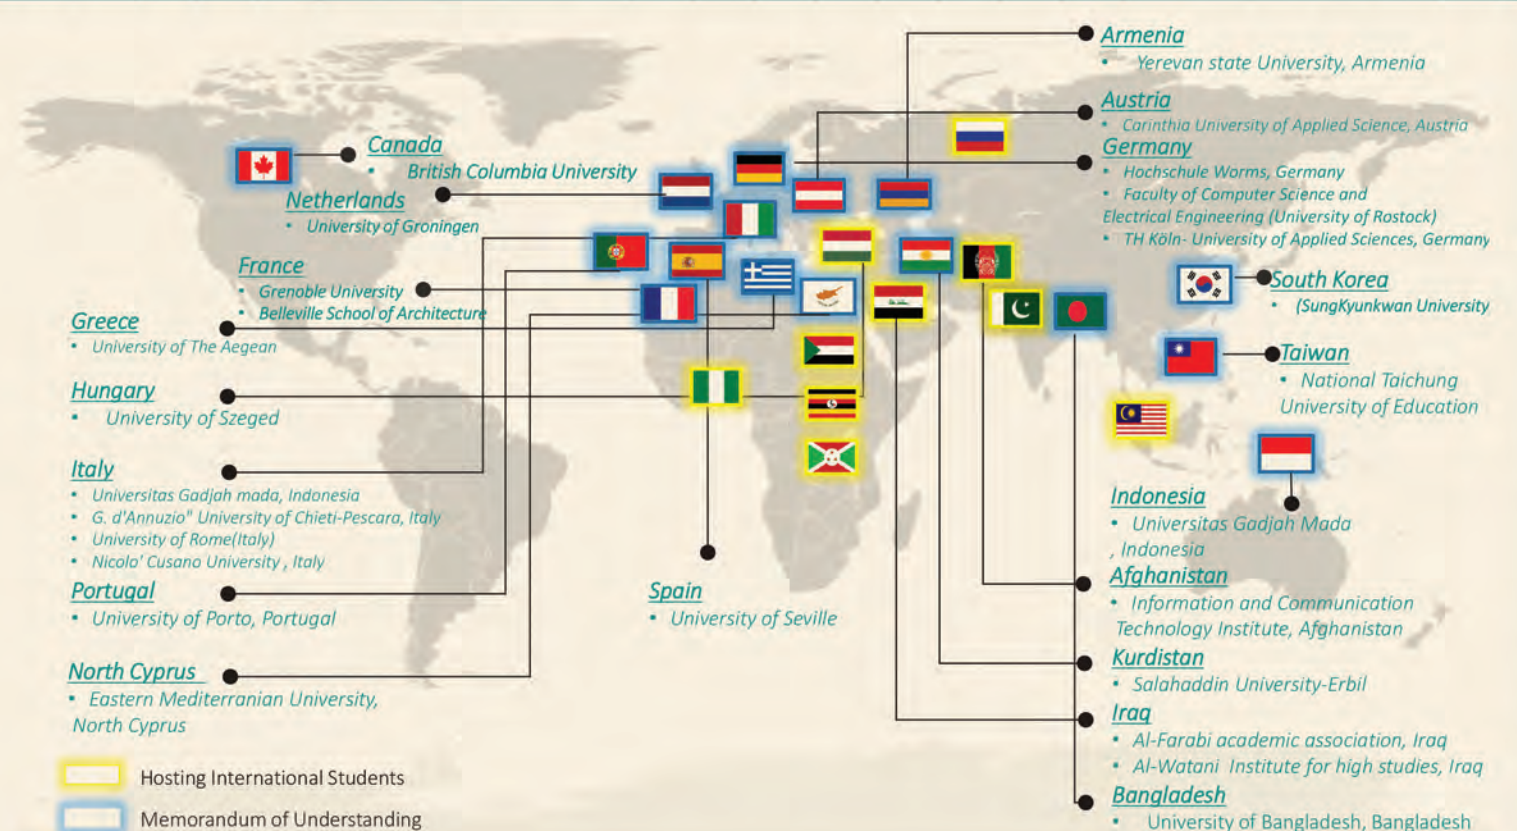 Canada
• British Columbia University
Netherlands
• University of Groningen
France
• Grenoble University
• Belleville School of Architecture
Greece
• University of The Aegean
Hungary
• University of Szeged
Italy
• Universitas Gadjah mada, Indonesia
• G. d'Annuzio" University of Chieti-Pescara, Italy
• University of Rome(Italy)
• Nicolo' Cusano University , Italy
Portugal
• University of Porto, Portugal
North Cyprus
• Eastern Mediterranean University,
North Cyprus
Hosting International Students
Memorandum of Understanding
Spain
• University of Seville
Armenia
• Yerevan state University, Armenia
Austria
• Carinthia University of Applied Science, Austria
Germany
• Hochschule Worms, Germany
• Faculty of Computer Science and
Electrical Engineering (University of Rostock)
• TH Köln- University of Applied Sciences, Germany
South Korea
• (SungKyunkwan University
Taiwan
• National Taichung
University of Education
Indonesia
• Universitas Gadjah Mada
, Indonesia
Afghanistan
• Information and Communication
Technology Institute, Afghanistan
Kurdistan
• Salahaddin University-Erbil
Iraq
• Al-Farabi academic association, Iraq
• Al-Watani Institute for high studies, Iraq
Bangladesh
• University of Bangladesh, Bangladesh